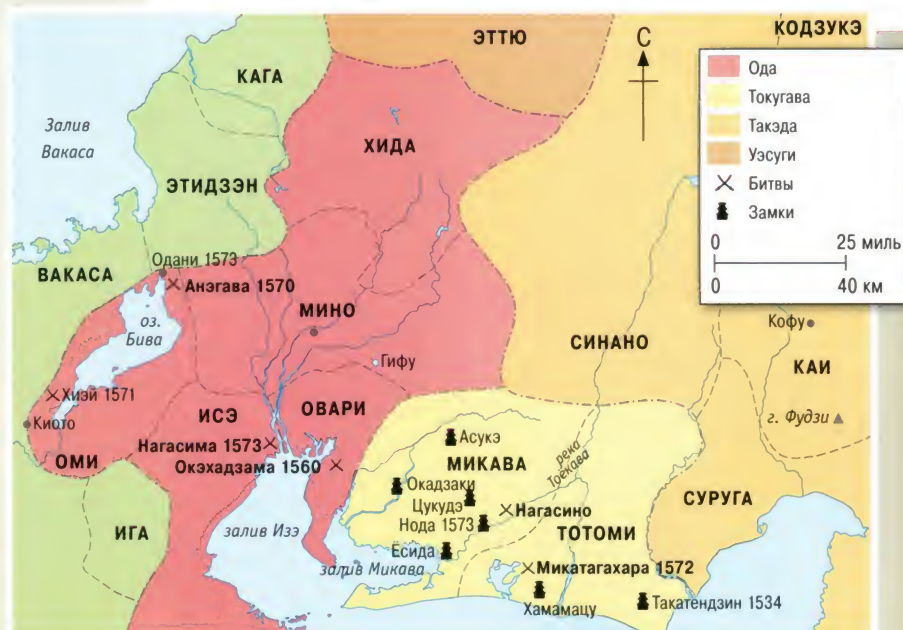 КОДЗУКЭ
ЭТТЮ
С
КАГА
Ода
Токугава
Такэда
Уэсуги
Битвы
Замки
0 25 миль
0 40 км
Залив
Вакаса
ХИДА
ЭТИДЗЭН
Одани 1573
ВАКАСА
Анэгава 1570
МИНО
оз.
Бива
Кофу
СИНАНО
КАИ
Гифу
Хиэй 1571
ИСЭ
ОВАРИ
г. Фудзи
Киото
Нагасима 1573
Асукэ
ОМИ
Окэхадзама 1560
МИКАВА
река
Тоекава
Окадзаки
Цукудэ
СУРУГА
Нагасино
Нода 1573
ТОТОМИ
ИГА
залив Изэ
Ёсида
залив Микава
Микатагахара 1572
Хамамацу
Такатендзин 1534